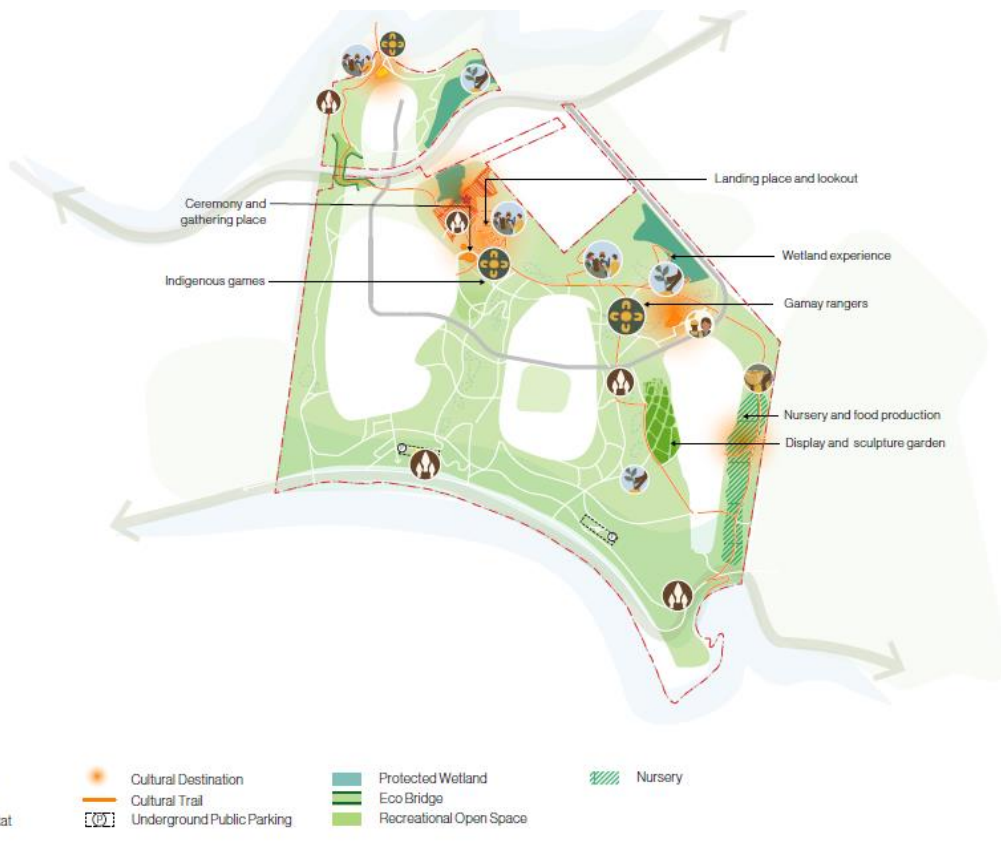 Landing place and lookout
Ceremony and
gathering place
Wetland experience
Indigenous games
Gamay rangers
Nursery and food production
Display and sculpture garden
P
P
Cultural Destination
Cultural Trail
P Underground Public Parking
Protected Wetland
Eco Bridge
Recreational Open Space
Nursery
at